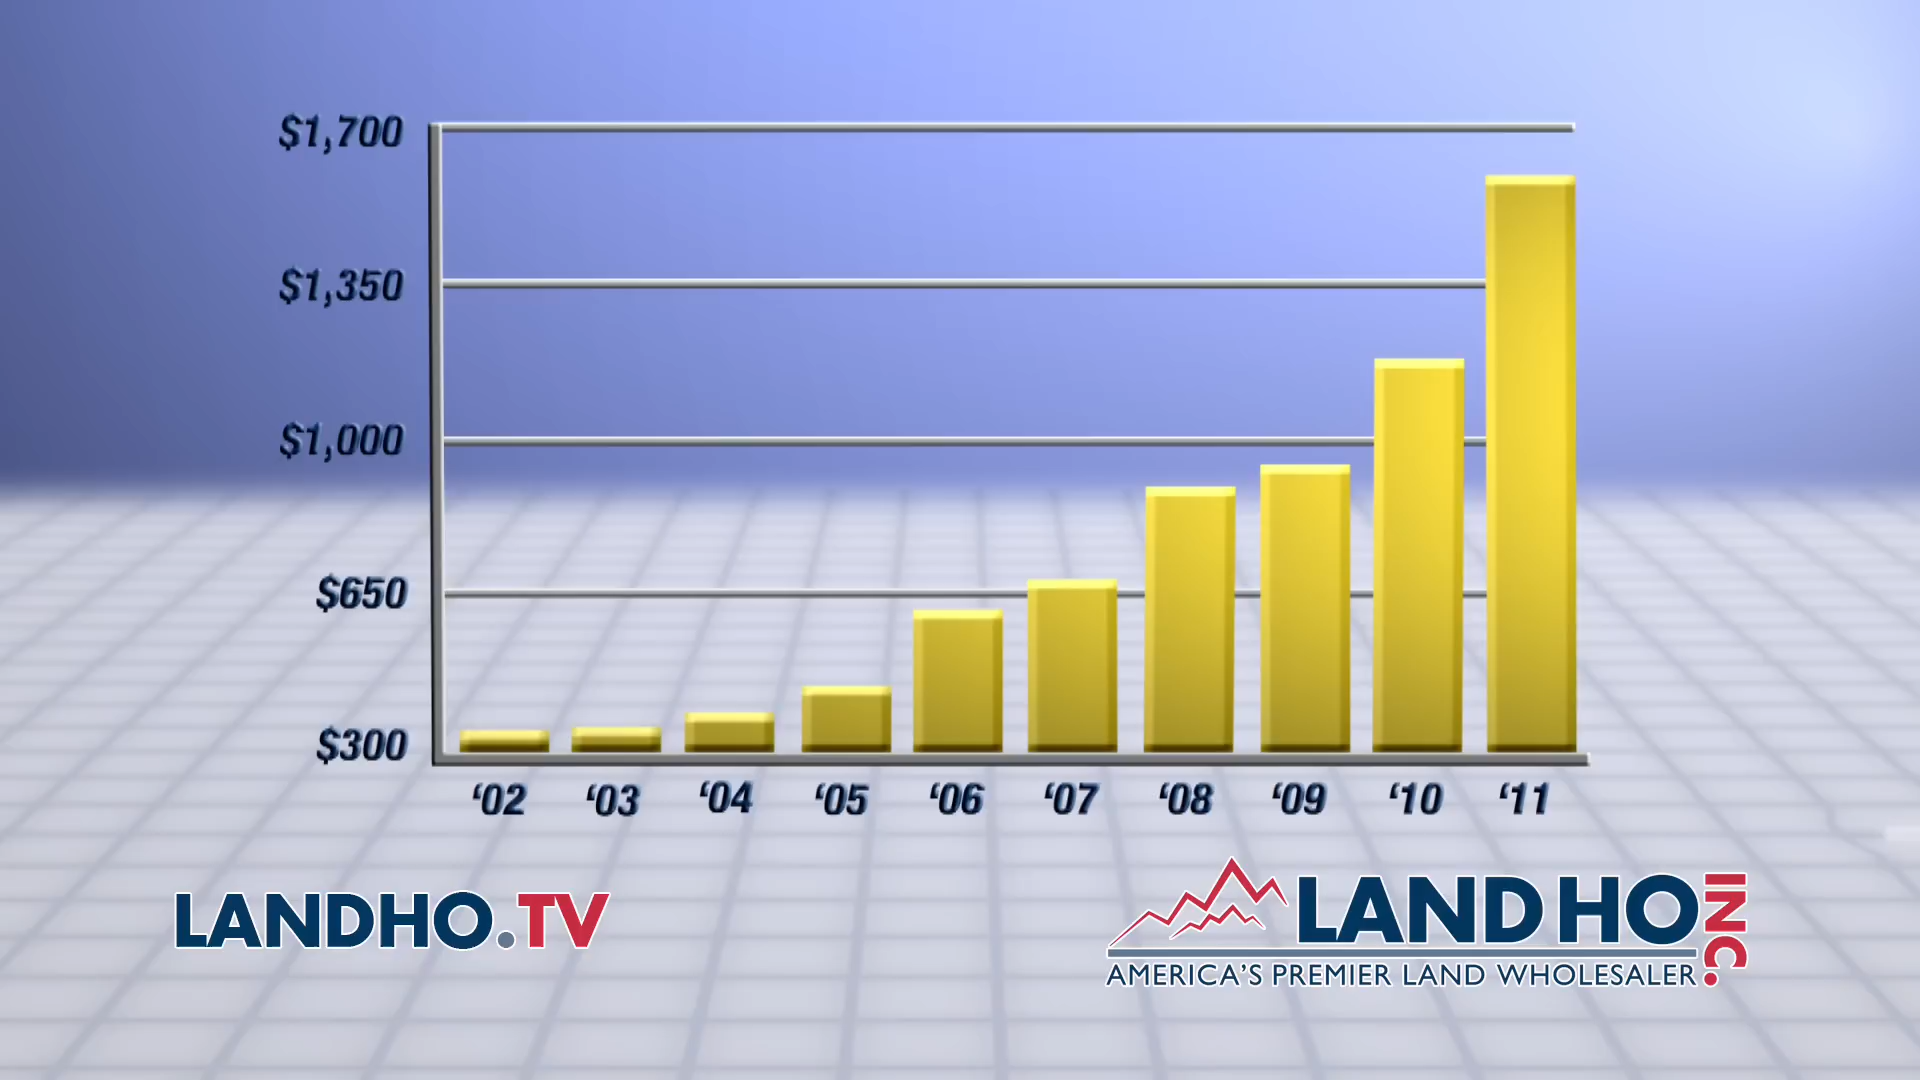 $1,700
$1,350
$1,000
$650
$300
‘02 ‘03 ‘04 ‘05 ‘06 ‘07 ‘08 ‘09 ‘10 ‘11
LANDHO.TV
LAND HO INC.
AMERICA'S PREMIER LAND WHOLESALER